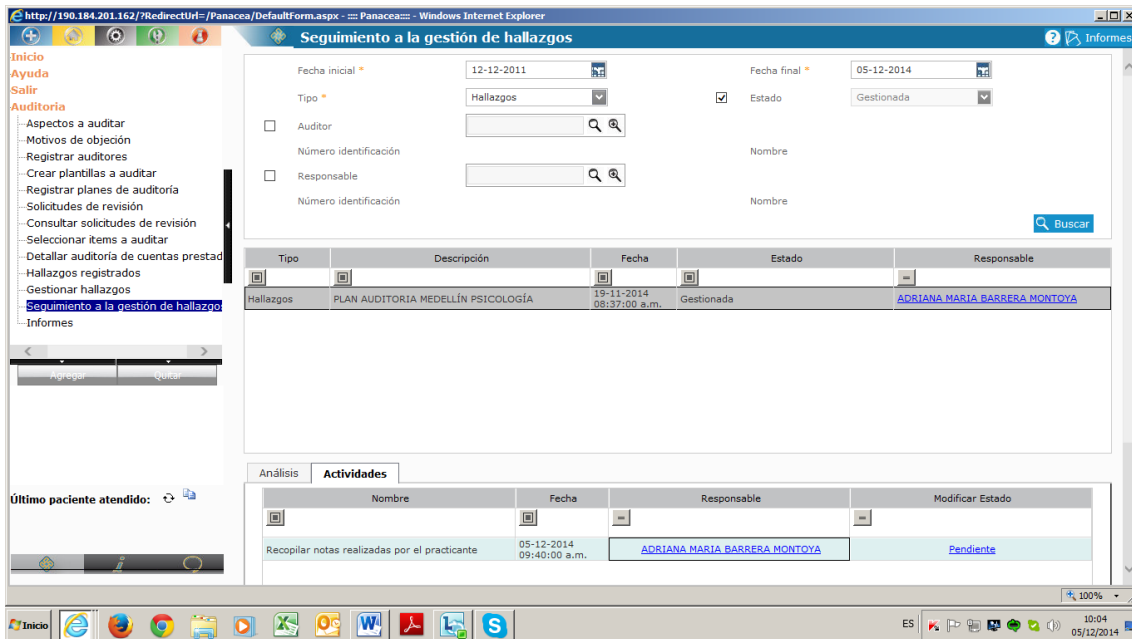 http://190.184.201.162/?RedirectUrl=/Panacea/DefaultForm.aspx - :::: Panacea:::: - Windows Internet Explorer
Seguimiento a la gestión de hallazgos
Informes
Inicio
Ayuda
Salir
Auditoria
Aspectos a auditar
Motivos de objeción
Registrar auditores
Crear plantillas a auditar
Registrar planes de auditoría
Solicitudes de revisión
Consultar solicitudes de revisión
Seleccionar items a auditar
Detallar auditoría de cuentas prestad
Hallazgos registrados
Gestionar hallazgos
Seguimiento a la gestión de hallazgo
Informes
Agregar Quitar
Último paciente atendido:
Fecha inicial * 12-12-2011 Fecha final * 05-12-2014
Tipo * Hallazgos Estado Gestionada
Auditor
Número identificación Nombre
Responsable
Número identificación Nombre
Buscar
Tipo Descripción Fecha Estado Responsable
Hallazgos PLAN AUDITORIA MEDELLÍN PSICOLOGÍA 19-11-2014 08:37:00 a.m. Gestionada ADRIANA MARIA BARRERA MONTOYA
Análisis Actividades
Nombre Fecha Responsable Modificar Estado
Recopilar notas realizadas por el practicante 05-12-2014 09:40:00 a.m. ADRIANA MARIA BARRERA MONTOYA Pendiente
100%
Inicio
ES
10:04
05/12/2014